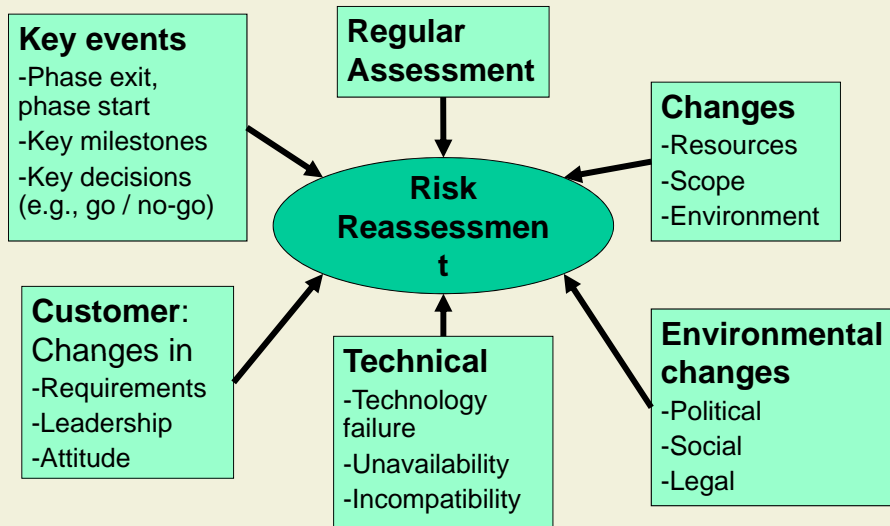 Key events
-Phase exit,
phase start
-Key milestones
-Key decisions
(e.g., go / no-go)
Regular
Assessment
Changes
-Resources
-Scope
-Environment
Risk
Reassessmen
t
Customer:
Changes in
-Requirements
-Leadership
-Attitude
Technical
-Technology
failure
-Unavailability
-Incompatibility
Environmental
changes
-Political
-Social
-Legal